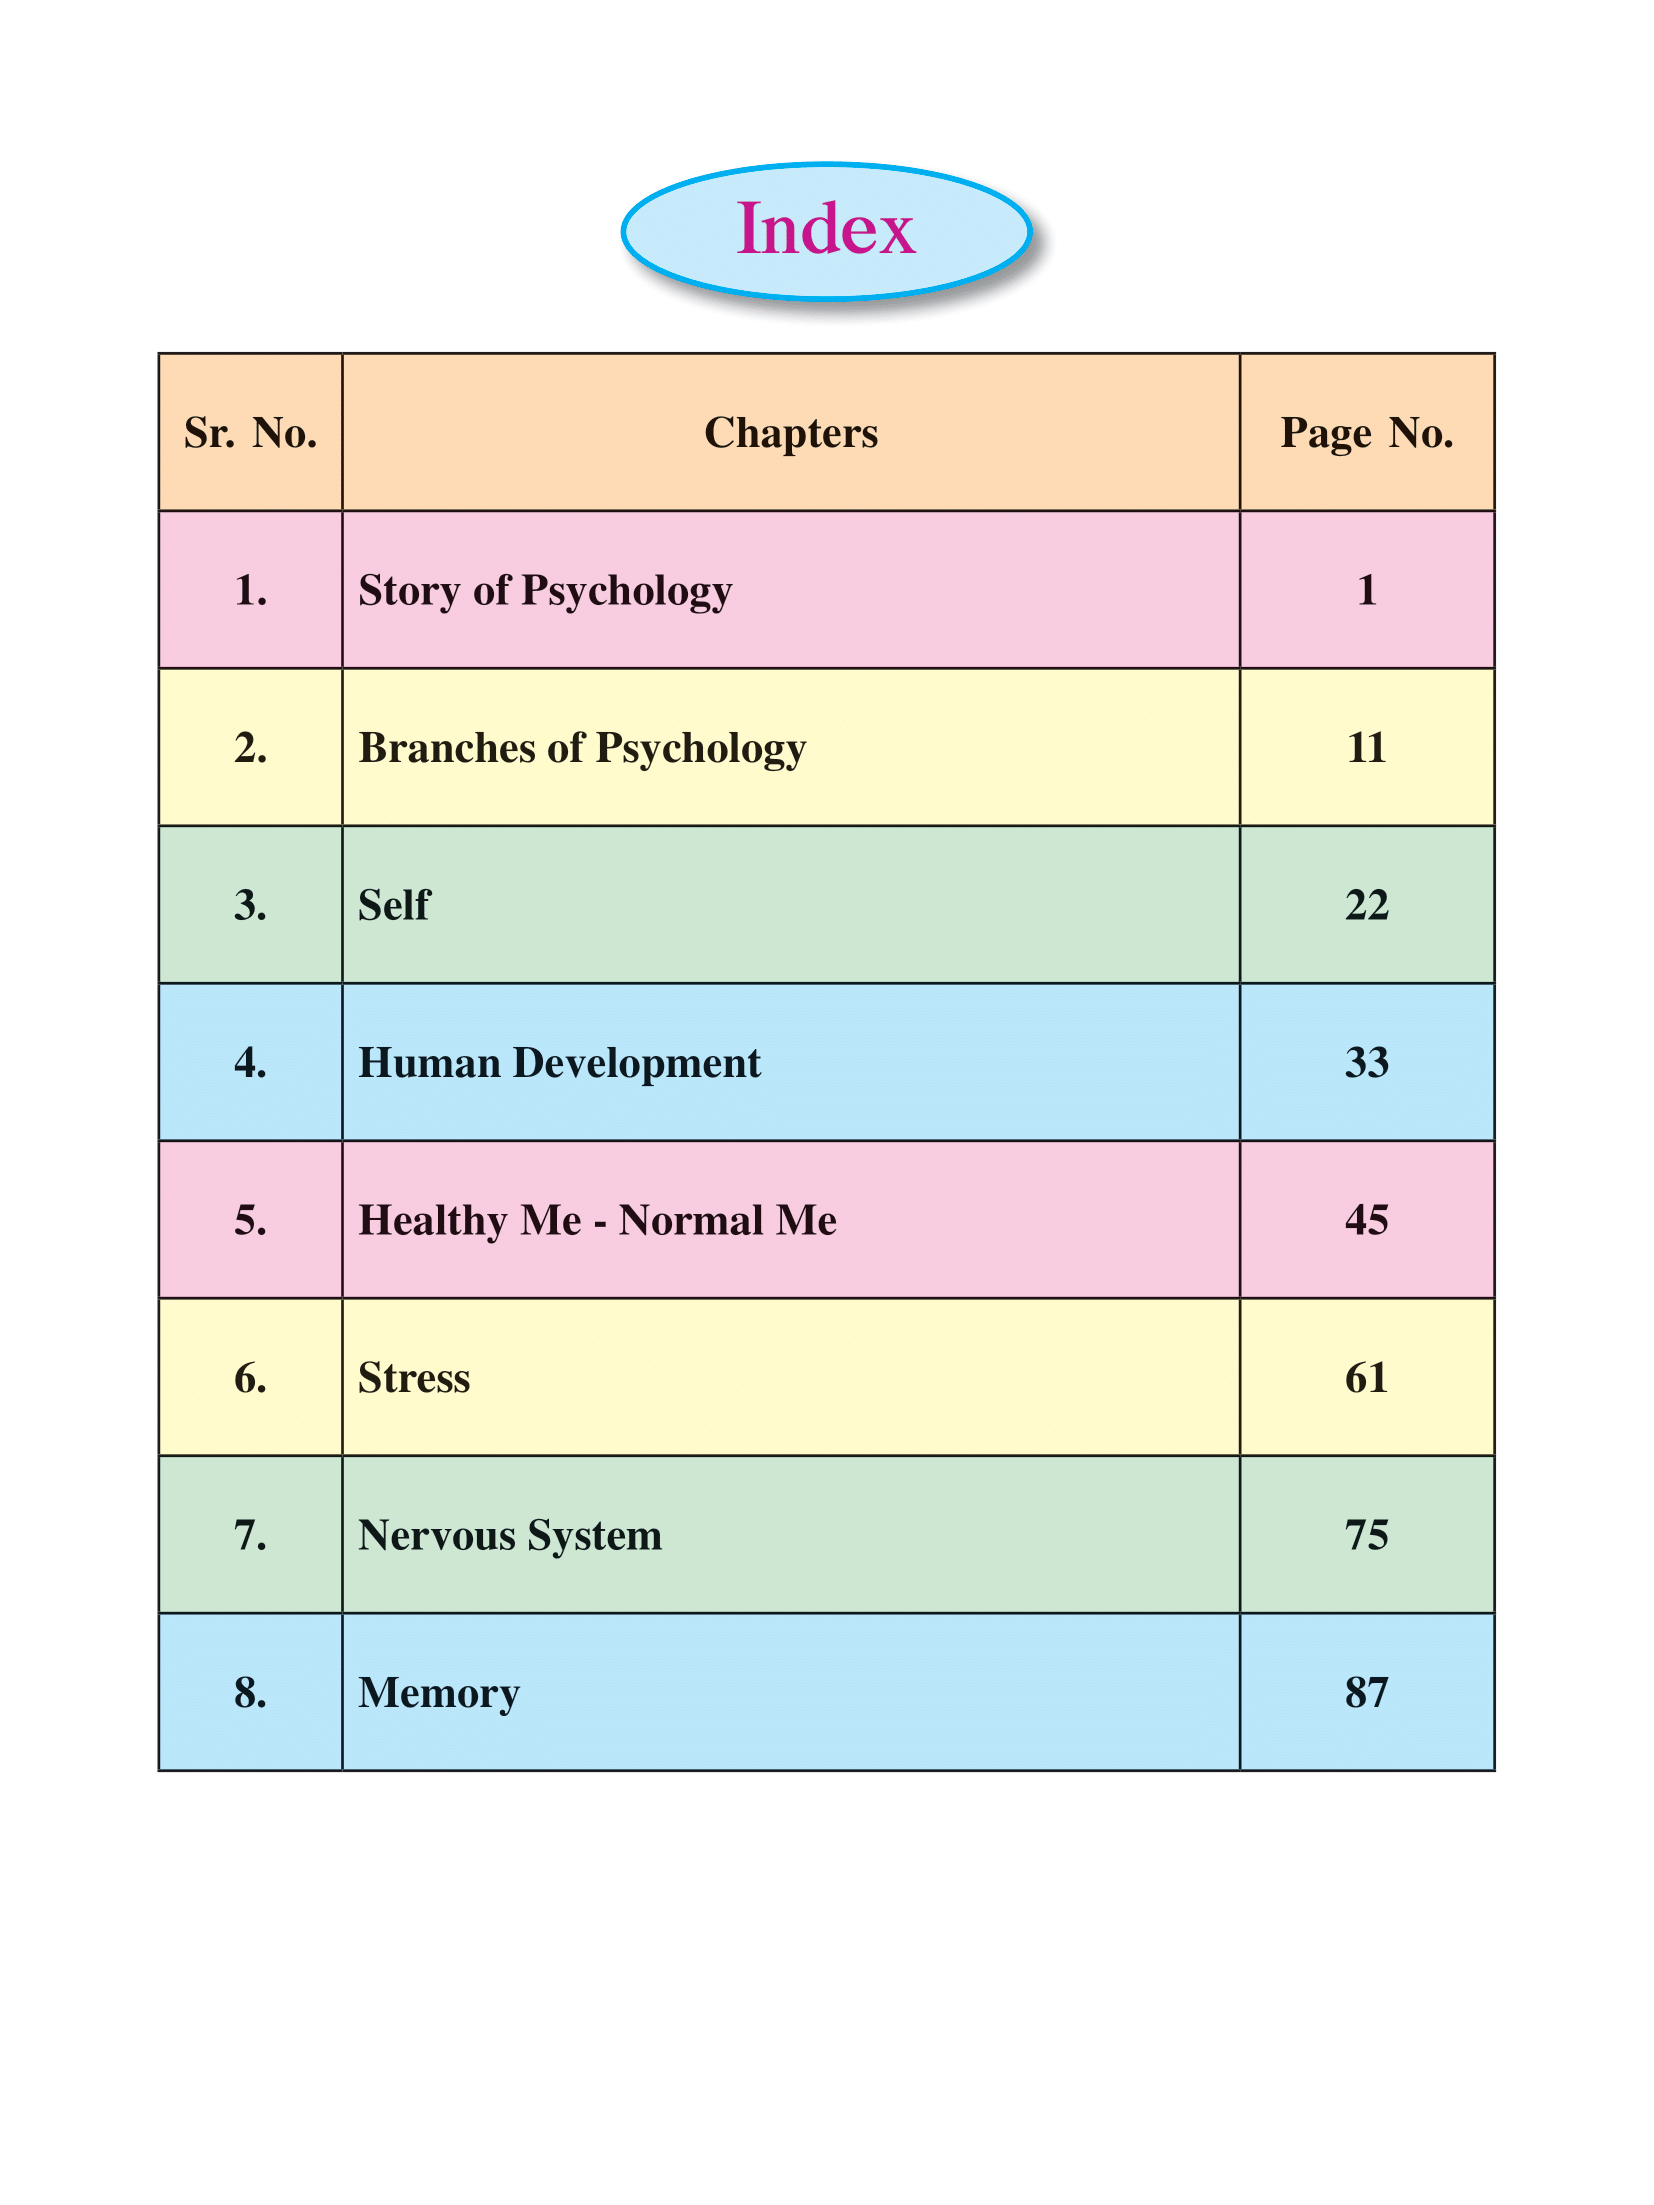 Index
Sr. No. Chapters Page No.
1. Story of Psychology 1
2. Branches of Psychology 11
3. Self 22
4. Human Development 33
5. Healthy Me - Normal Me 45
6. Stress 61
7. Nervous System 75
8. Memory 87